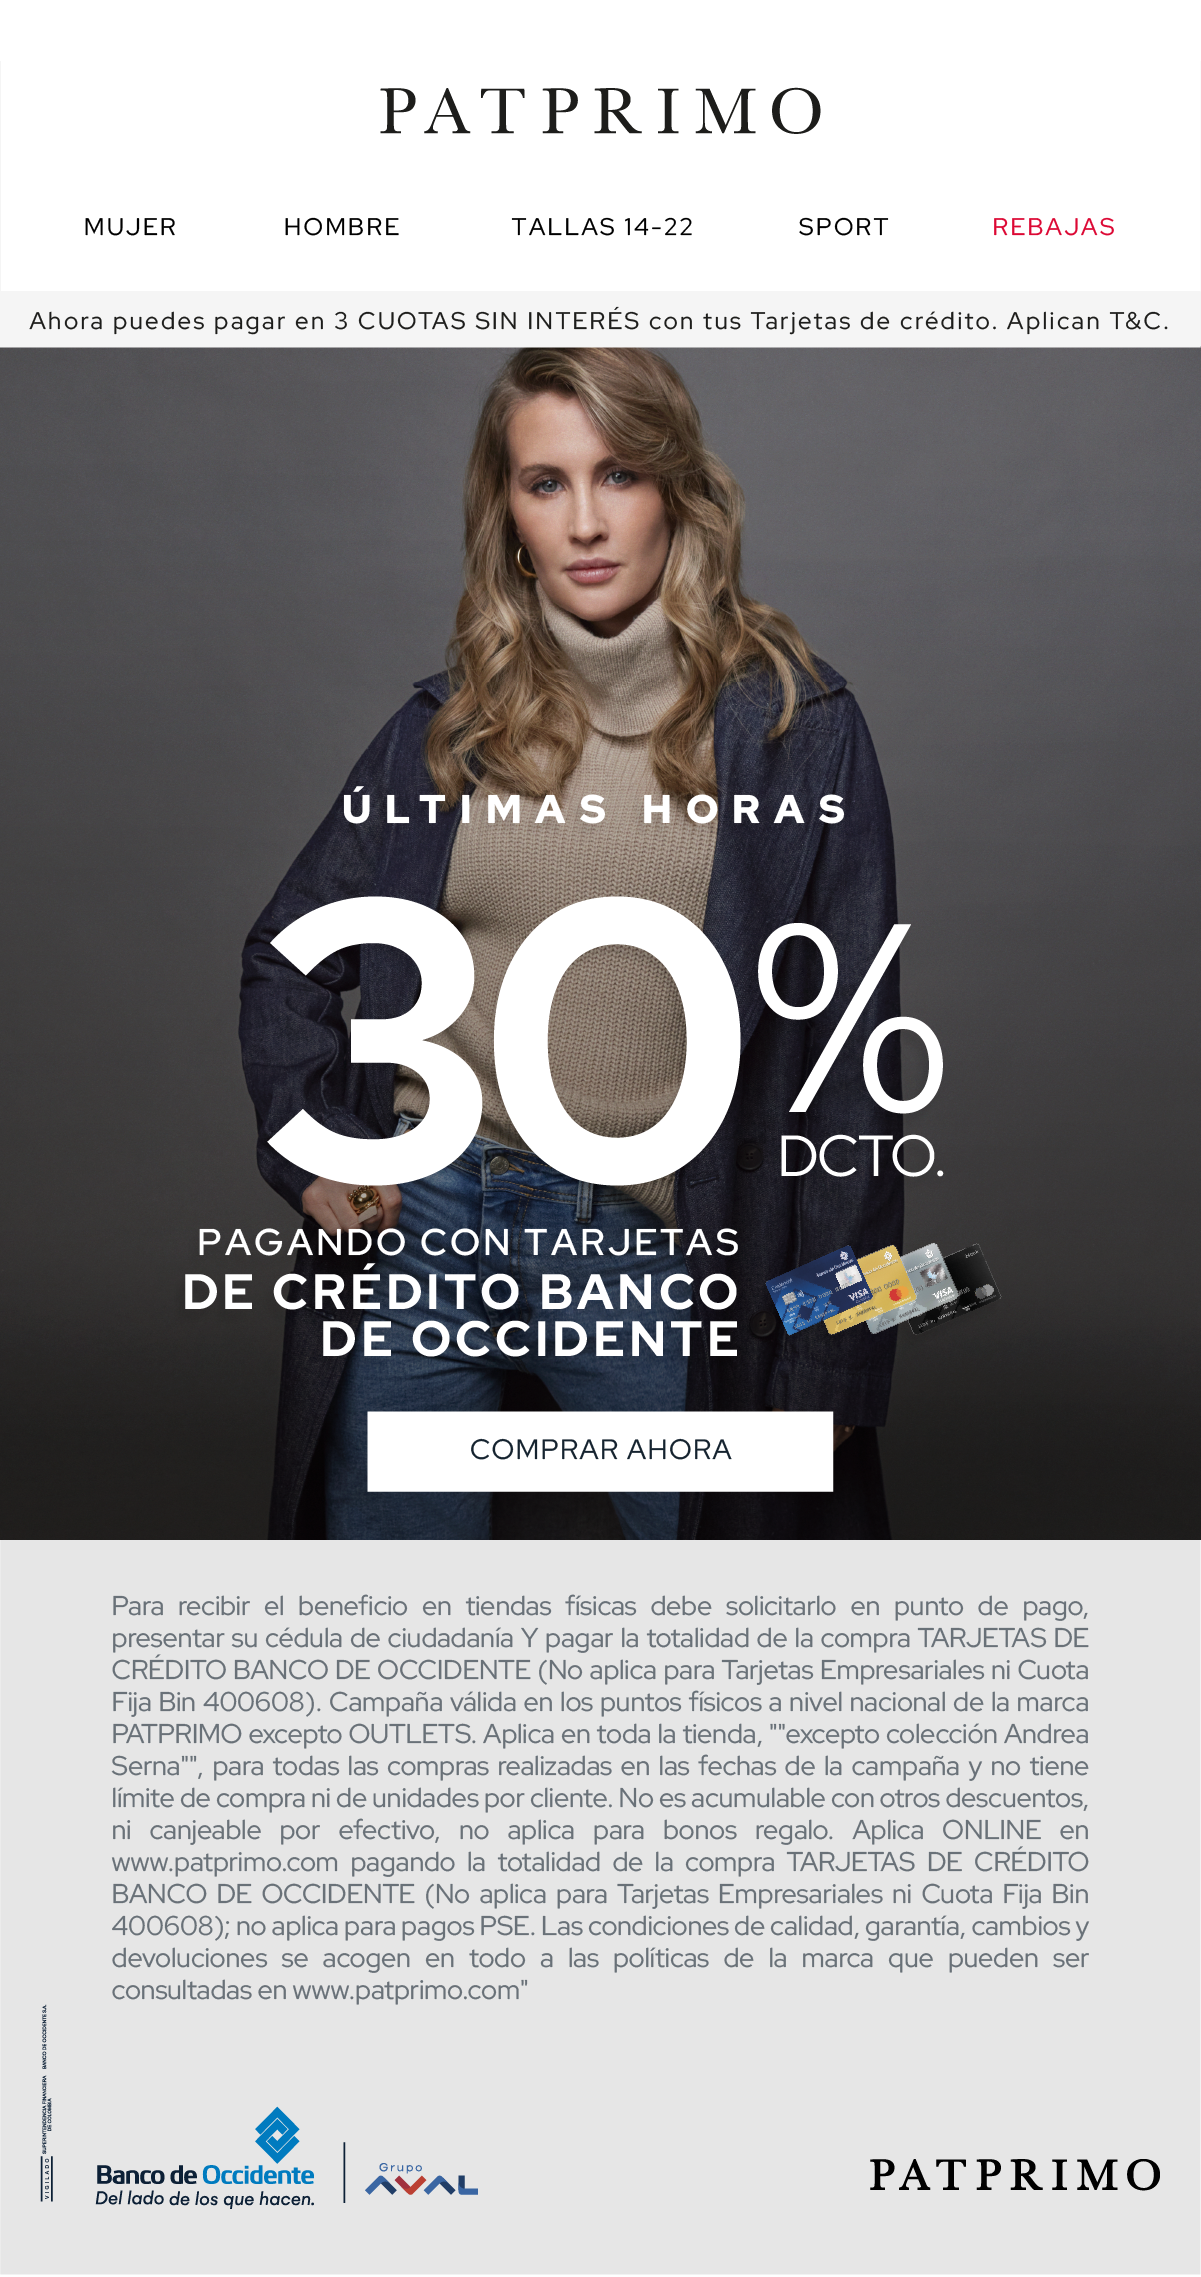 PATPRIMO
MUJER HOMBRE TALLAS 14-22 SPORT REBAJAS
Ahora puedes pagar en 3 CUOTAS SIN INTERÉS con tus Tarjetas de crédito. Aplican T&C.
ÚLTIMAS HORAS
30%
DCTO.
PAGANDO CON TARJETAS
DE CRÉDITO BANCO
DE OCCIDENTE
VISA
VISA
COMPRAR AHORA
Para recibir el beneficio en tiendas físicas debe solicitarlo en punto de pago,
presentar su cédula de ciudadanía Y pagar la totalidad de la compra TARJETAS DE
CRÉDITO BANCO DE OCCIDENTE (No aplica para Tarjetas Empresariales ni Cuota
Fija Bin 400608). Campaña válida en los puntos físicos a nivel nacional de la marca
PATPRIMO excepto OUTLETS. Aplica en toda la tienda, ""excepto colección Andrea
Serna"", para todas las compras realizadas en las fechas de la campaña y no tiene
límite de compra ni de unidades por cliente. No es acumulable con otros descuentos,
ni canjeable por efectivo, no aplica para bonos regalo. Aplica ONLINE en
www.patprimo.com pagando la totalidad de la compra TARJETAS DE CRÉDITO
BANCO DE OCCIDENTE (No aplica para Tarjetas Empresariales ni Cuota Fija Bin
400608); no aplica para pagos PSE. Las condiciones de calidad, garantía, cambios y
devoluciones se acogen en todo a las políticas de la marca que pueden ser
consultadas en www.patprimo.com"
VIGILADO SUPERINTENDENCIA FINANCIERA DE COLOMBIA BANCO DE OCCIDENTE S.A.
Banco de Occidente
Del lado de los que hacen.
Grupo
AVAL
PATPRIMO